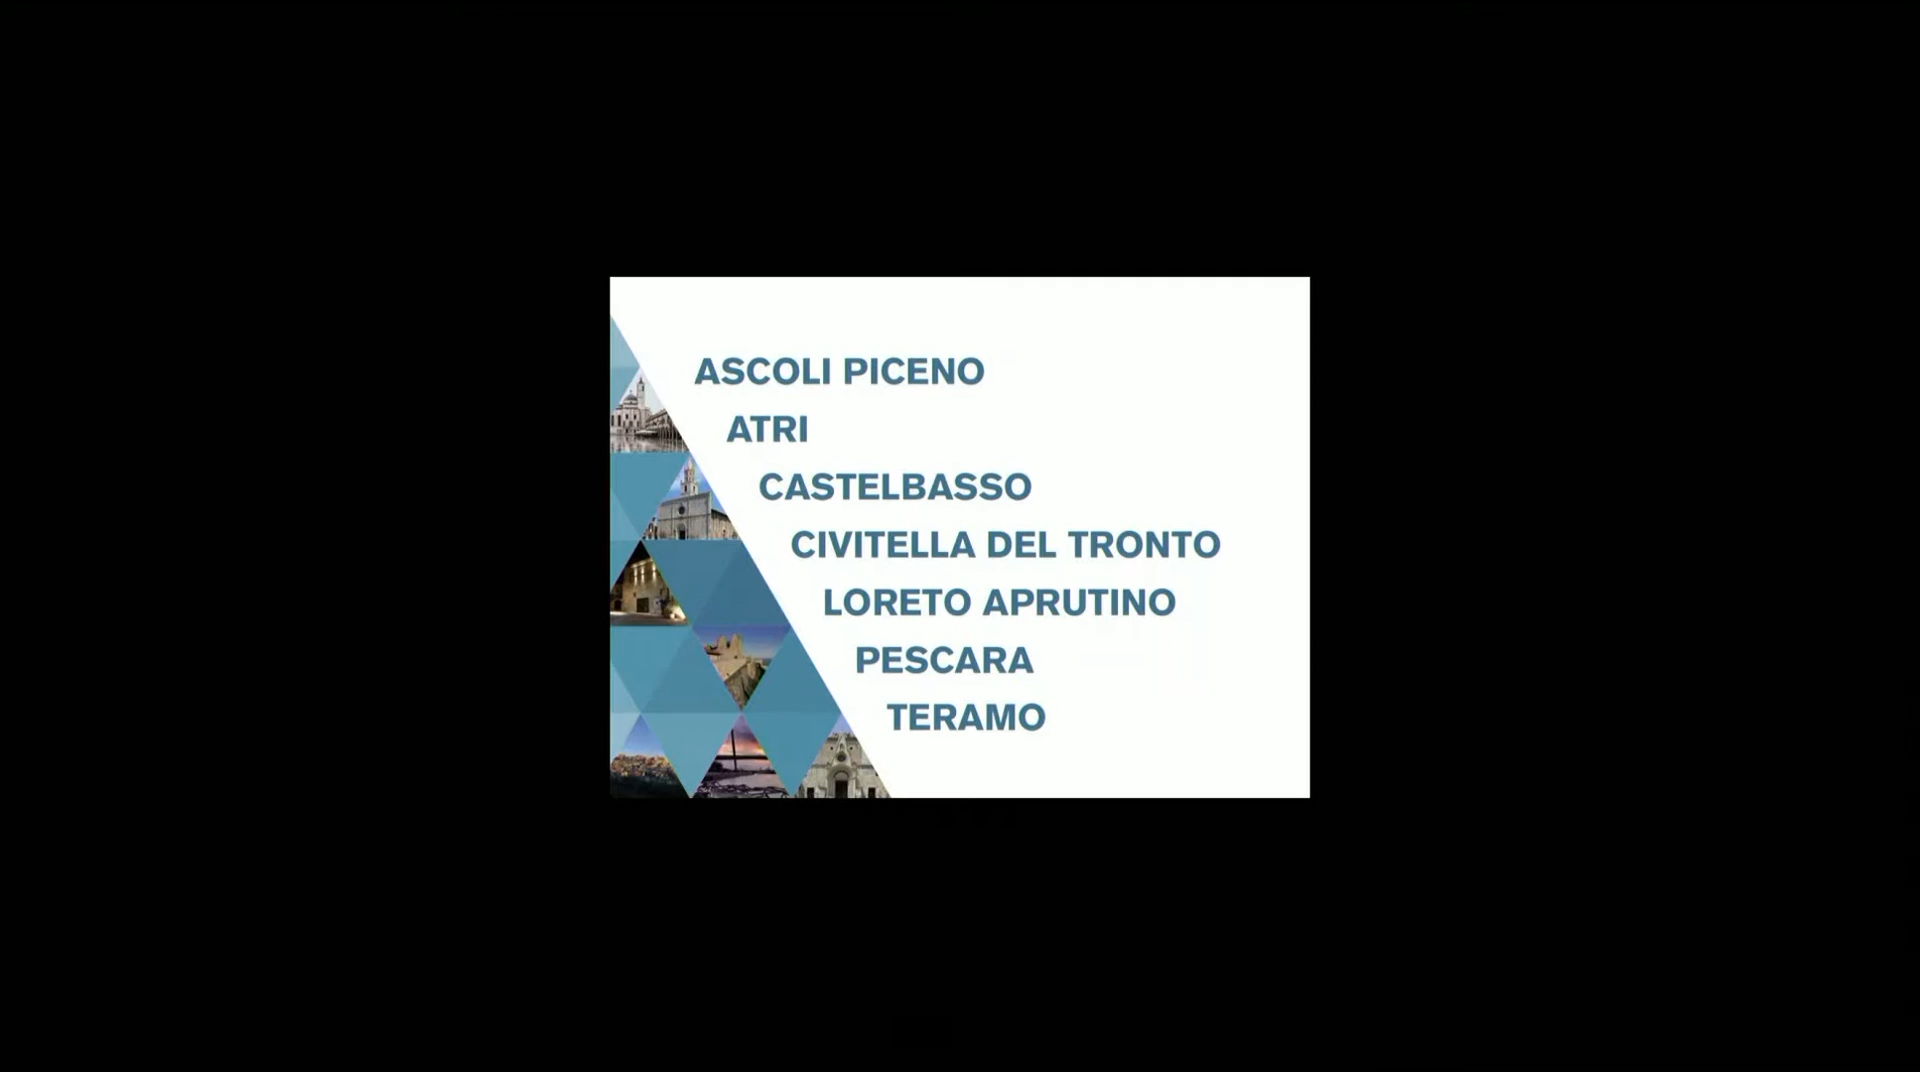 ASCOLI PICENO
ATRI
CASTELBASSO
CIVITELLA DEL TRONTO
LORETO APRUTINO
PESCARA
TERAMO